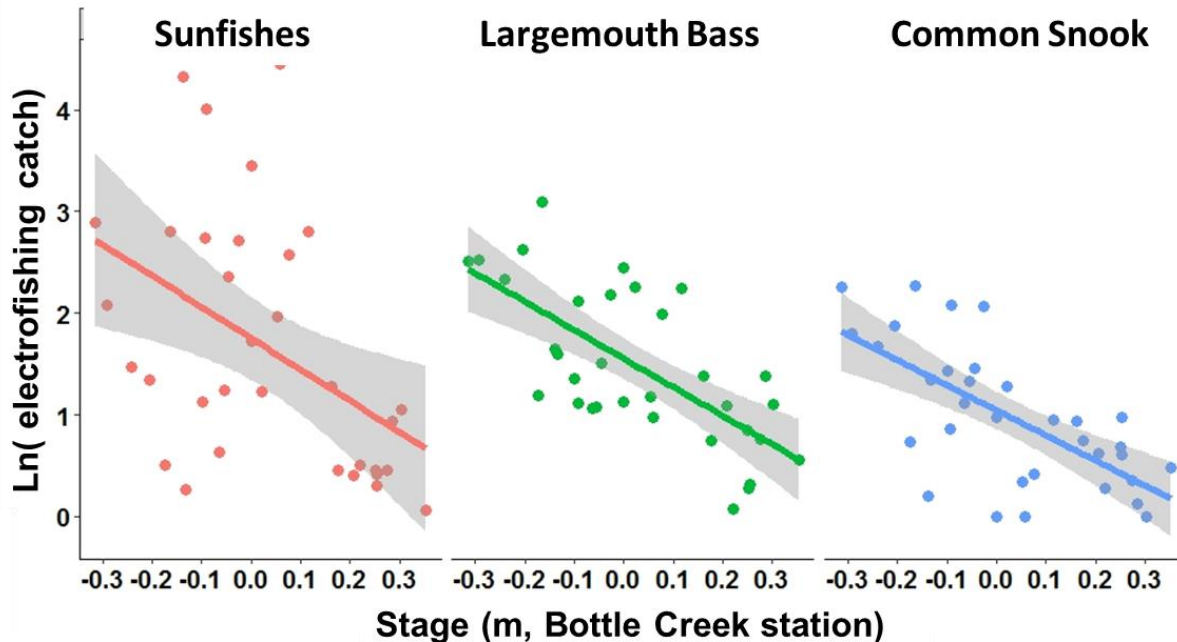 Sunfishes
Largemouth Bass
Common Snook
Ln( electrofishing catch)
4
3
2
1
0
-0.3 -0.2 -0.1 0.0 0.1 0.2 0.3
-0.3 -0.2 -0.1 0.0 0.1 0.2 0.3
-0.3 -0.2 -0.1 0.0 0.1 0.2 0.3
Stage (m, Bottle Creek station)